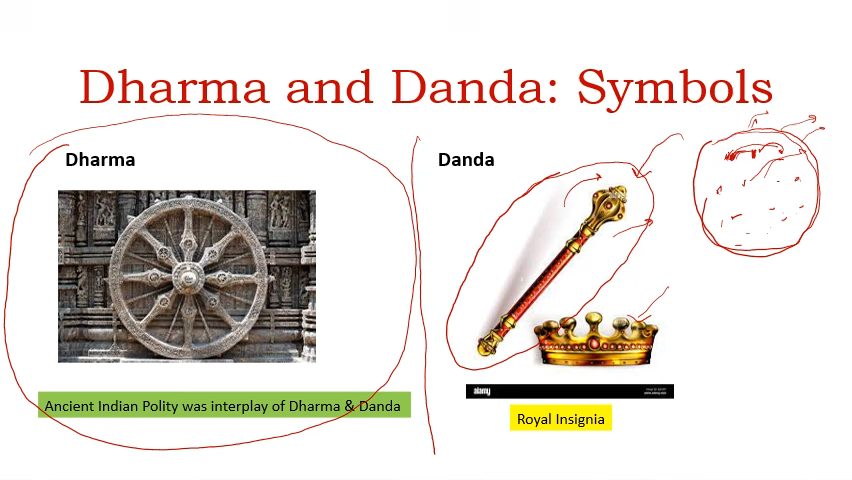 Dharma and Danda: Symbols
Dharma
Danda
alamy
Ancient Indian Polity was interplay of Dharma & Danda
Royal Insignia